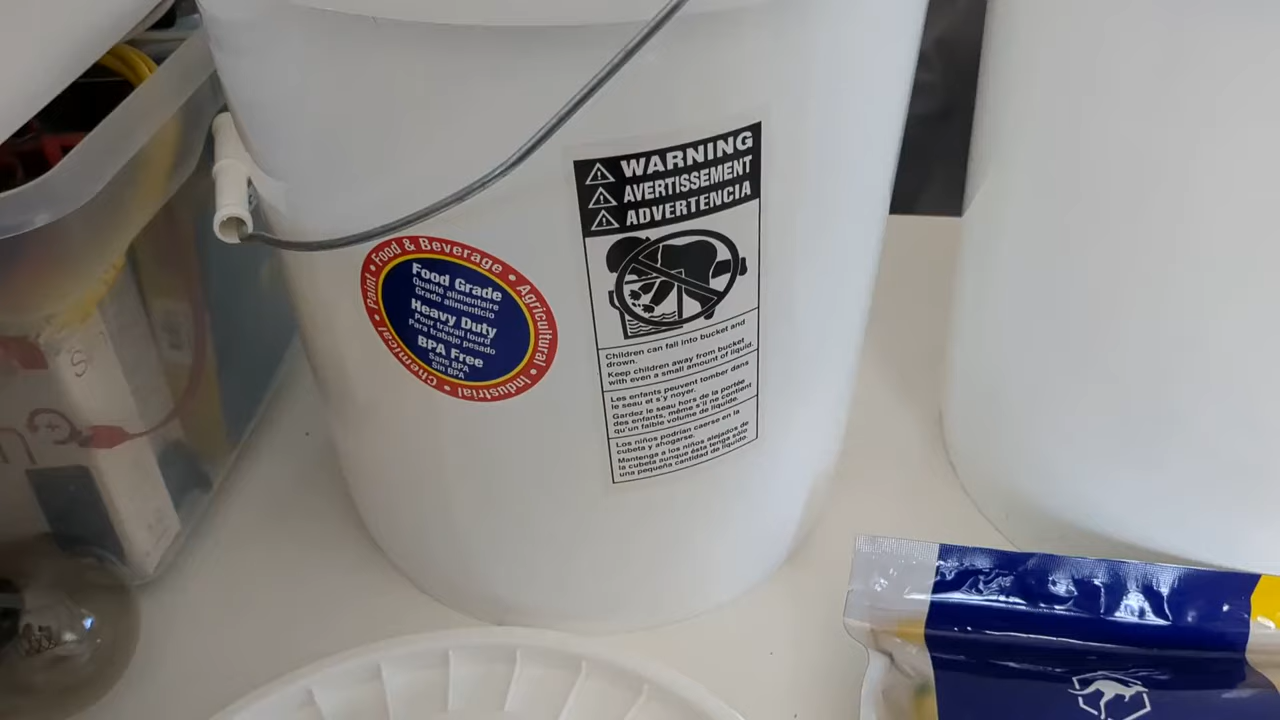 WARNING
AVERTISSEMENT
ADVERTENCIA
Paint • Food & Beverage • Agricultural • Industrial • Chemical •
Food Grade
Qualité alimentaire
Grado alimenticio
Heavy Duty
Pour travail lourd
Para trabajo pesado
BPA Free
Sans BPA
Sin BPA
Children can fall into bucket and
drown.
Keep children away from bucket
with even a small amount of liquid.
Les enfants peuvent tomber dans
le seau et s'y noyer.
Gardez le seau hors de la portée
des enfants, même s'il ne contient
qu'un faible volume de liquide.
Los niños podrían caerse en la
cubeta y ahogarse.
Mantenga a los niños alejados de
la cubeta aunque ésta tenga sólo
una pequeña cantidad de líquido.
S